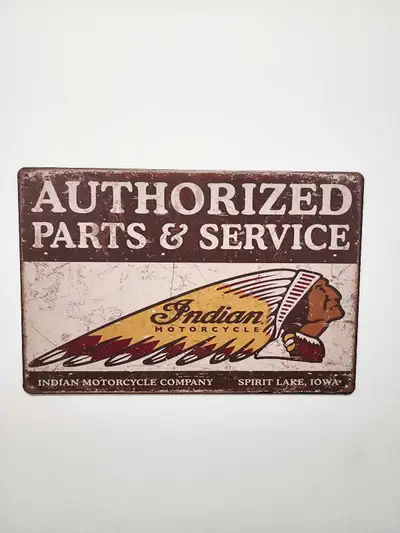 AUTHORIZED
PARTS & SERVICE
Indian
MOTORCYCLE
INDIAN MOTORCYCLE COMPANY SPIRIT LAKE, IOWA